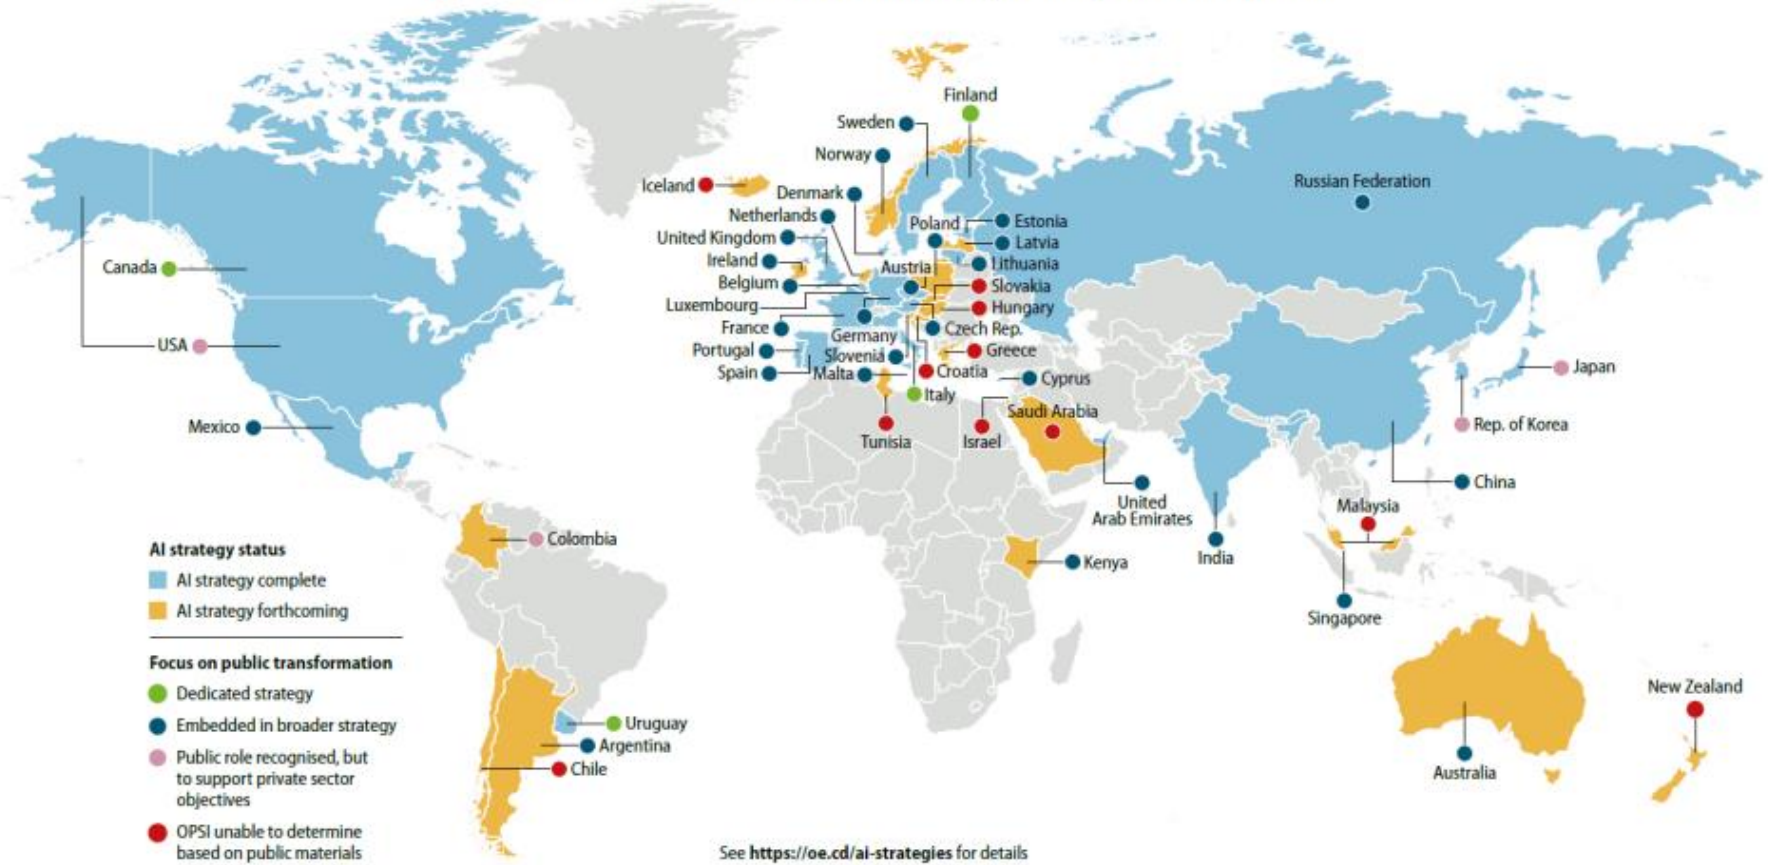 Finland
Sweden
Norway
Russian Federation
Iceland
Denmark
Netherlands
Poland
Estonia
United Kingdom
Latvia
Ireland
Austria
Lithuania
Canada
Belgium
Slovakia
Luxembourg
Hungary
France
Germany
Czech Rep.
USA
Portugal
Slovenia
Greece
Spain
Malta
Croatia
Cyprus
Japan
Italy
Saudi Arabia
Mexico
Tunisia
Israel
Rep. of Korea
China
United
Arab Emirates
Malaysia
India
Colombia
Kenya
Singapore
AI strategy status
AI strategy complete
AI strategy forthcoming
Focus on public transformation
Dedicated strategy
Embedded in broader strategy
Public role recognised, but
to support private sector
objectives
OPSI unable to determine
based on public materials
Uruguay
Argentina
Chile
New Zealand
Australia
See https://oe.cd/ai-strategies for details